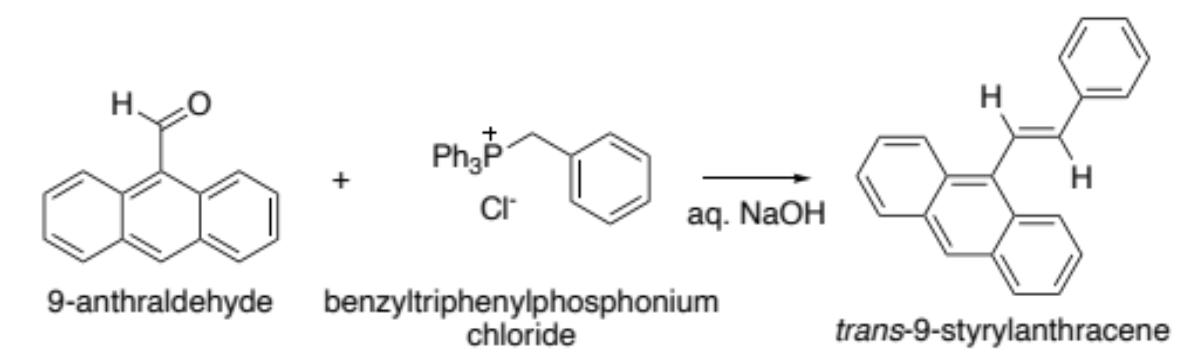 H
O
+
Ph3P
+
Cl-
aq. NaOH
H
H
9-anthraldehyde
benzyltriphenylphosphonium
chloride
trans-9-styrylanthracene